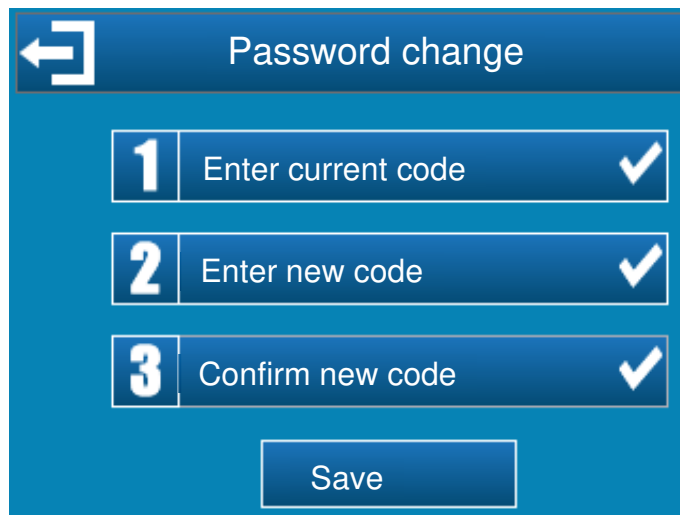 Password change
1 Enter current code
2 Enter new code
3 Confirm new code
Save